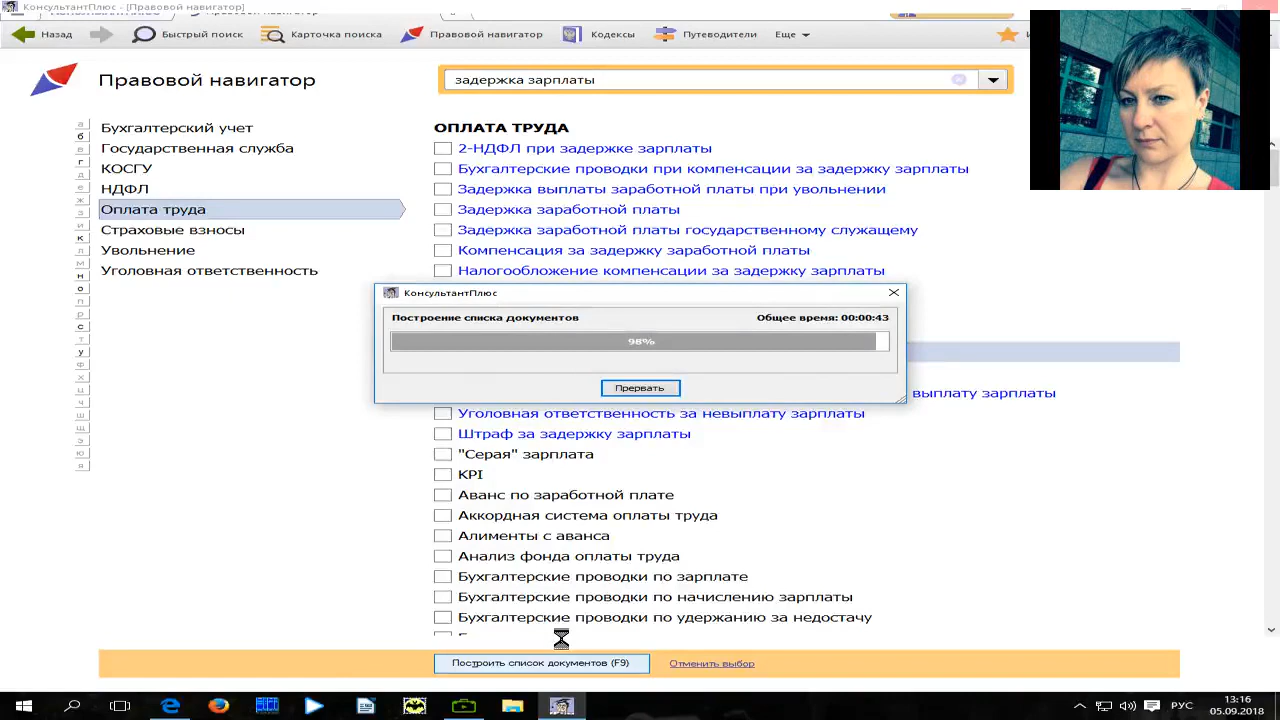 КонсультантПлюс - [Правовой навигатор]
Назад
Быстрый поиск
Карточка поиска
Правовой навигатор
Кодексы
Путеводители
Еще
Правовой навигатор
задержка зарплаты
а
б
в
г
д
е
ж
з
и
к
л
м
н
о
п
р
с
т
у
ф
х
ц
ч
ш
щ
э
ю
я
Бухгалтерский учет
Государственная служба
КОСГУ
НДФЛ
Оплата труда
Страховые взносы
Увольнение
Уголовная ответственность
ОПЛАТА ТРУДА
2-НДФЛ при задержке зарплаты
Бухгалтерские проводки при компенсации за задержку зарплаты
Задержка выплаты заработной платы при увольнении
Задержка заработной платы
Задержка заработной платы государственному служащему
Компенсация за задержку заработной платы
Налогообложение компенсации за задержку зарплаты
КонсультантПлюс
Построение списка документов
Общее время: 00:00:43
98%
Прервать
выплату зарплаты
Уголовная ответственность за невыплату зарплаты
Штраф за задержку зарплаты
"Серая" зарплата
KPI
Аванс по заработной плате
Аккордная система оплаты труда
Алименты с аванса
Анализ фонда оплаты труда
Бухгалтерские проводки по зарплате
Бухгалтерские проводки по начислению зарплаты
Бухгалтерские проводки по удержанию за недостачу
Построить список документов (F9)
Отменить выбор
РУС
13:16
05.09.2018